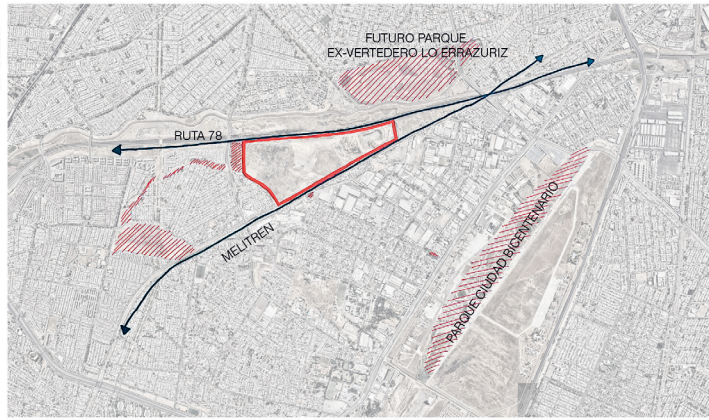 FUTURO PARQUE
EX-VERTEDERO LO ERRAZURIZ
RUTA 78
MELITREN
PARQUE CIUDAD BICENTENARIO